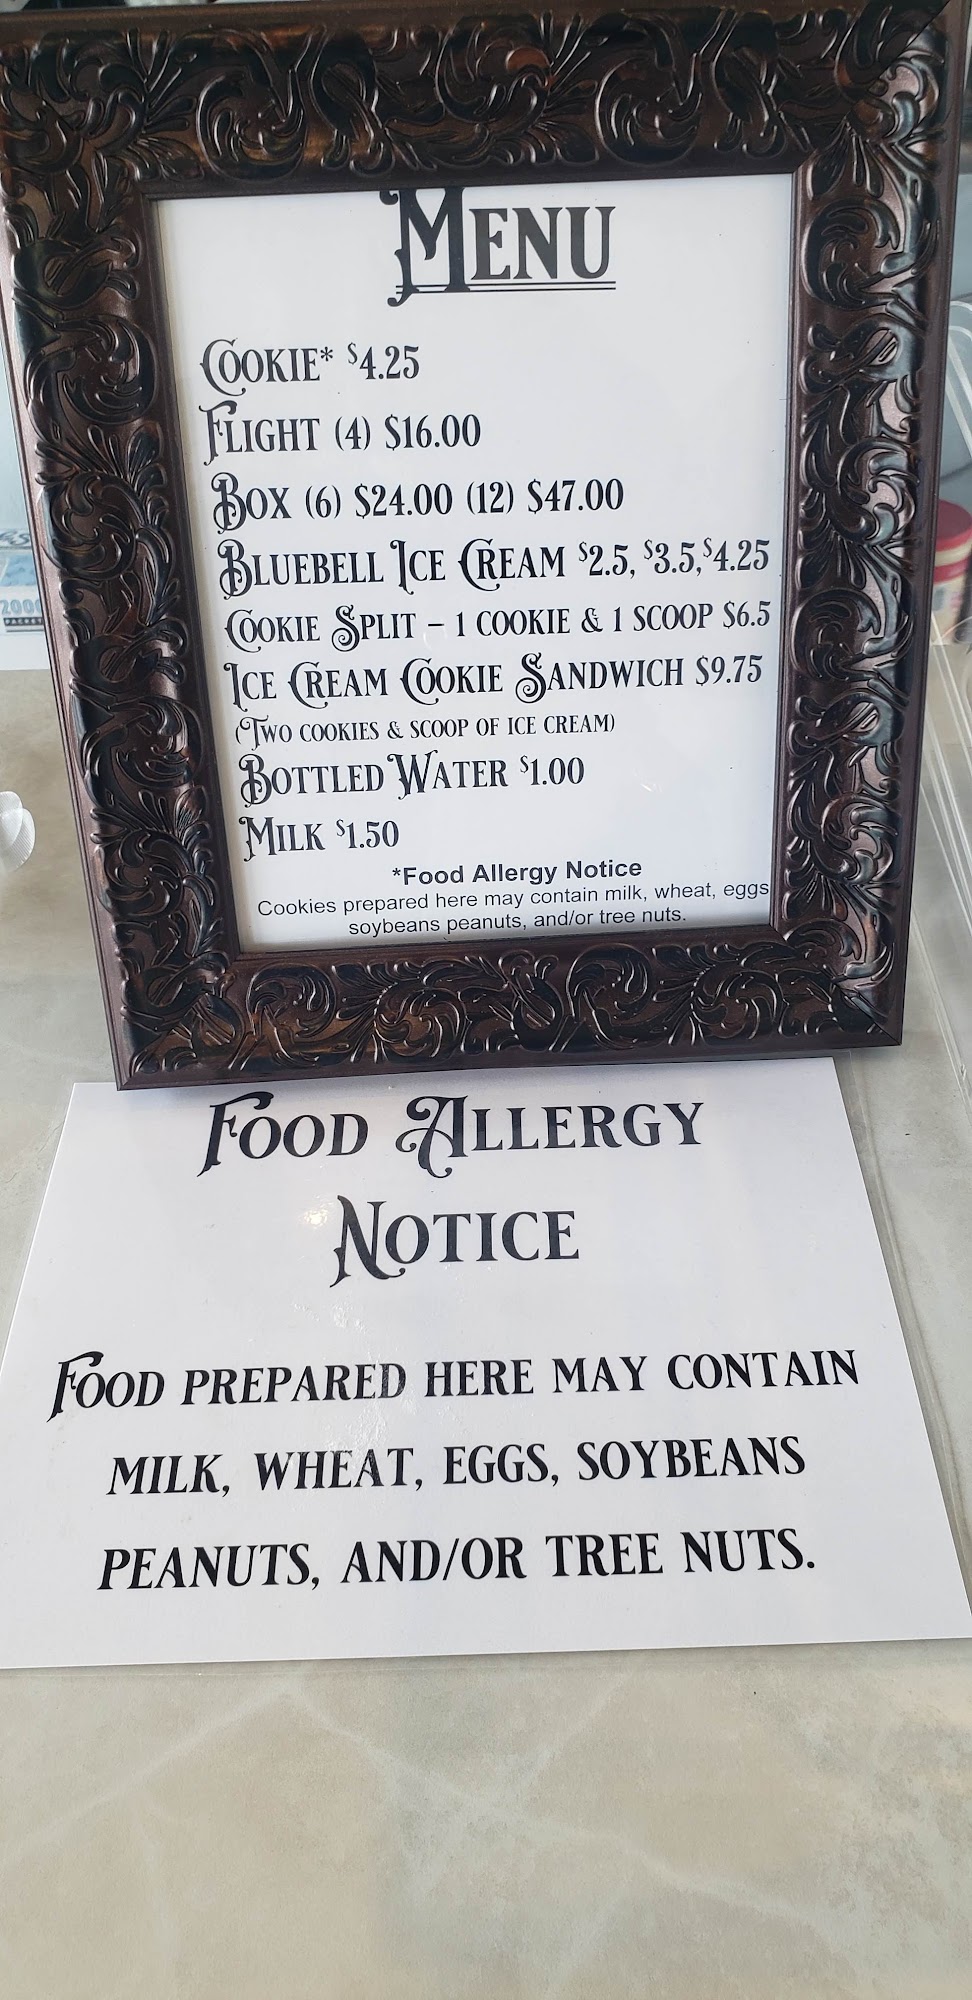 Menu
Cookie* $4.25
Flight (4) $16.00
Box (6) $24.00 (12) $47.00
Bluebell Ice Cream $2.5, $3.5, $4.25
Cookie Split – 1 cookie & 1 scoop $6.5
Ice Cream Cookie Sandwich $9.75
(Two cookies & scoop of ice cream)
Bottled Water $1.00
Milk $1.50
*Food Allergy Notice
Cookies prepared here may contain milk, wheat, eggs
soybeans peanuts, and/or tree nuts.
2000
Food Allergy
Notice
Food prepared here may contain
milk, wheat, eggs, soybeans
peanuts, and/or tree nuts.